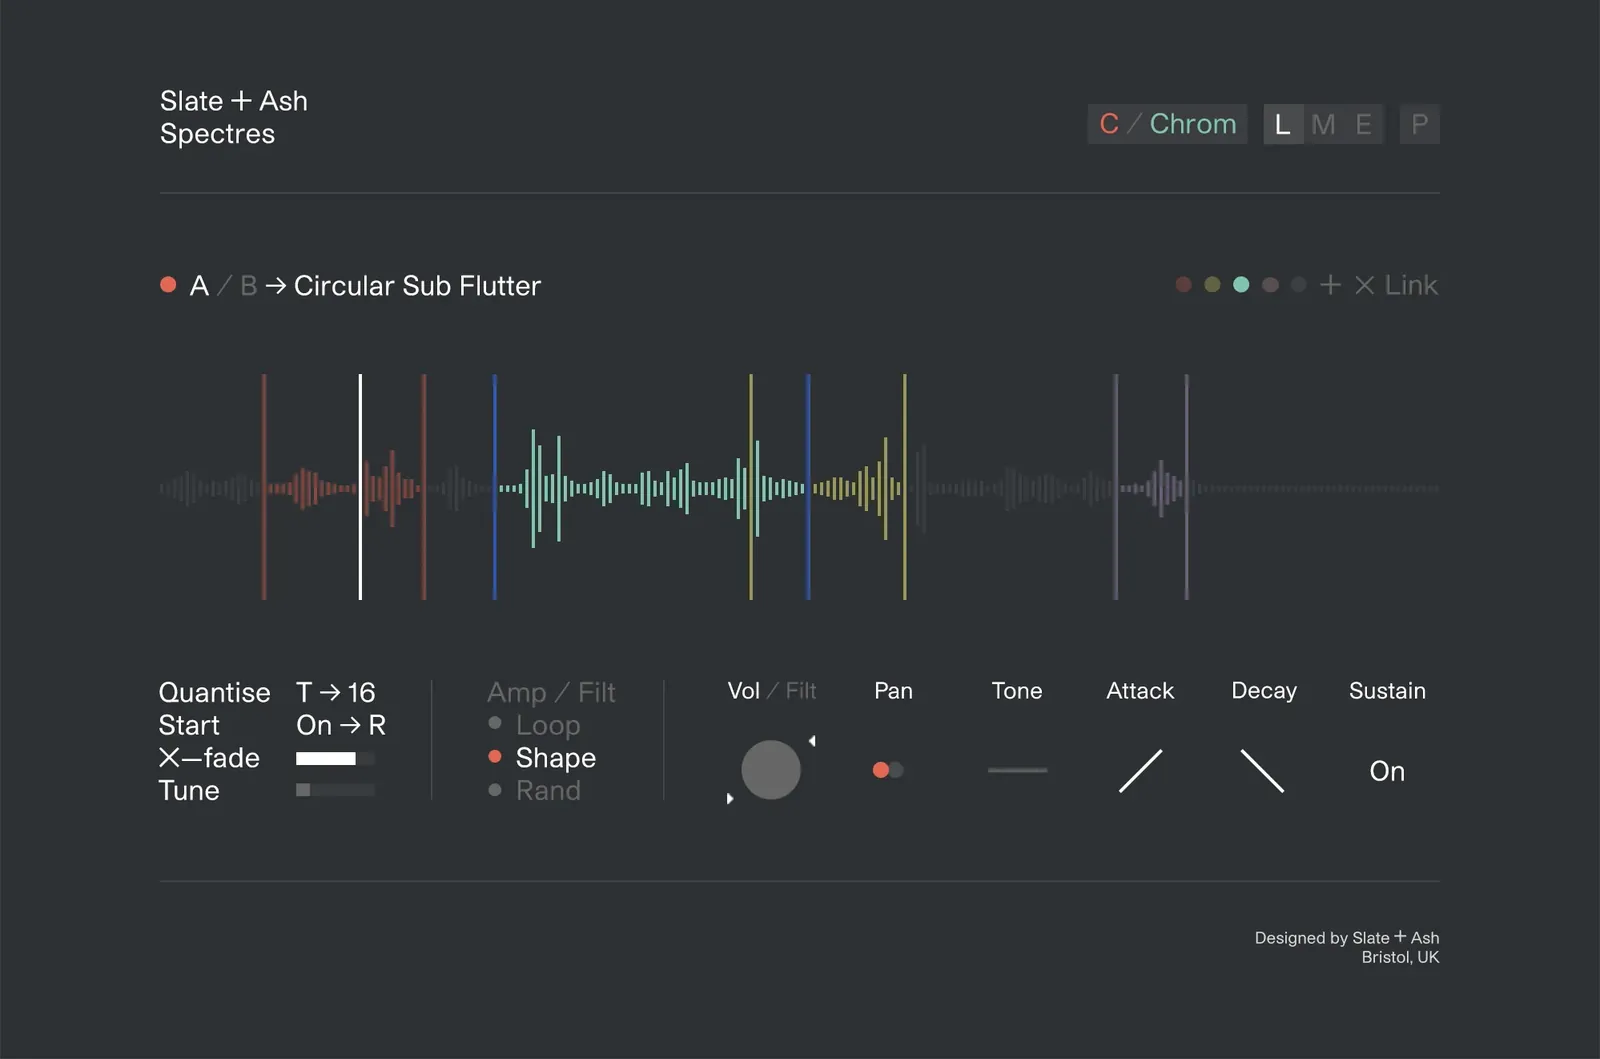 Slate + Ash
Spectres
C / Chrom L M E P
A / B → Circular Sub Flutter
+ × Link
Quantise T → 16
Start On → R
X—fade
Tune
Amp / Filt
Loop
Shape
Rand
Vol / Filt Pan Tone Attack Decay Sustain
On
Designed by Slate + Ash
Bristol, UK